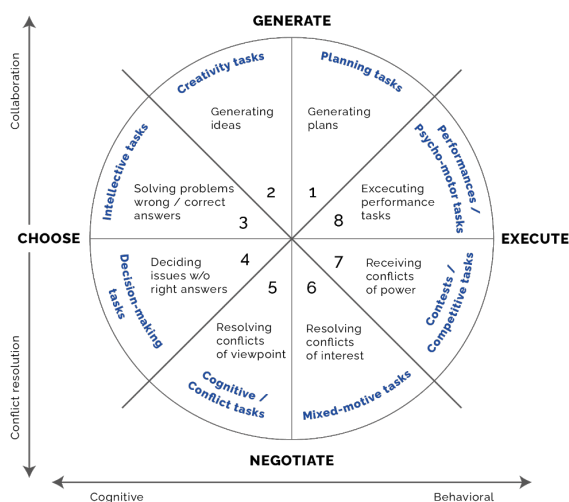 GENERATE
Collaboration
Creativity tasks
Planning tasks
Generating
ideas
Generating
plans
Intellective tasks
Performances /
Psycho-motor tasks
Solving problems
wrong / correct
answers
2
1
Excecuting
performance
tasks
3
8
CHOOSE
EXECUTE
Decision-making
tasks
Deciding
issues w/o
right answers
4
7
Receiving
conflicts
of power
Contests /
Competitive tasks
5
6
Resolving
conflicts
of viewpoint
Resolving
conflicts
of interest
Cognitive /
Conflict tasks
Mixed-motive tasks
Conflict resolution
NEGOTIATE
Cognitive
Behavioral